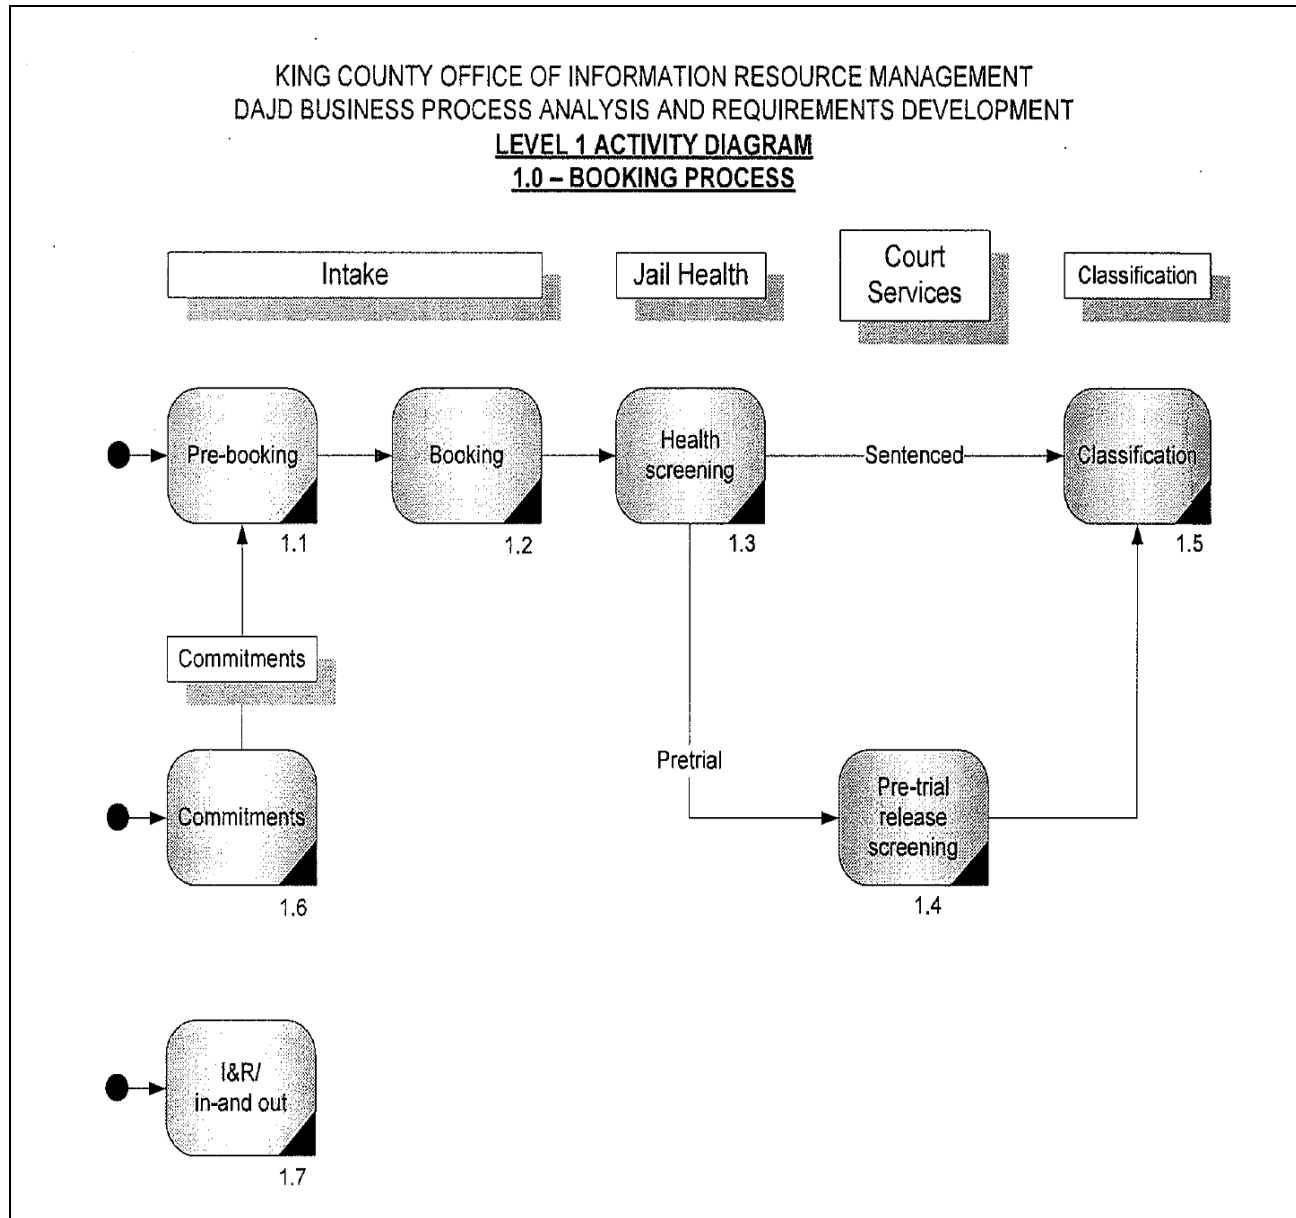 KING COUNTY OFFICE OF INFORMATION RESOURCE MANAGEMENT
DAJD BUSINESS PROCESS ANALYSIS AND REQUIREMENTS DEVELOPMENT
LEVEL 1 ACTIVITY DIAGRAM
1.0 – BOOKING PROCESS
Intake
Jail Health
Court
Services
Classification
Pre-booking
1.1
Booking
1.2
Health
screening
1.3
Sentenced
Classification
1.5
Commitments
Pretrial
Commitments
1.6
Pre-trial
release
screening
1.4
I&R/
in-and out
1.7